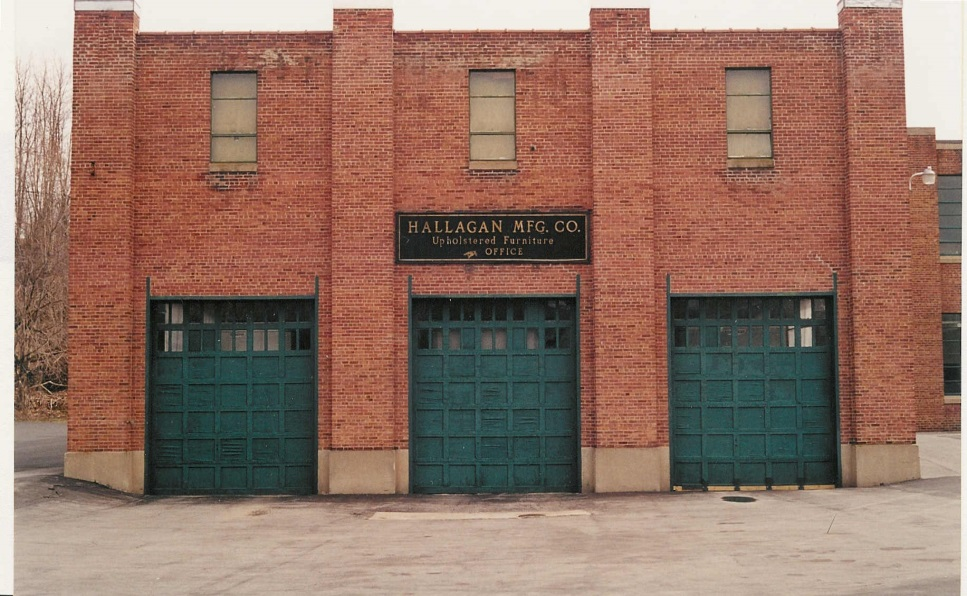 HALLAGAN MFG. CO.
Upholstered Furniture
OFFICE